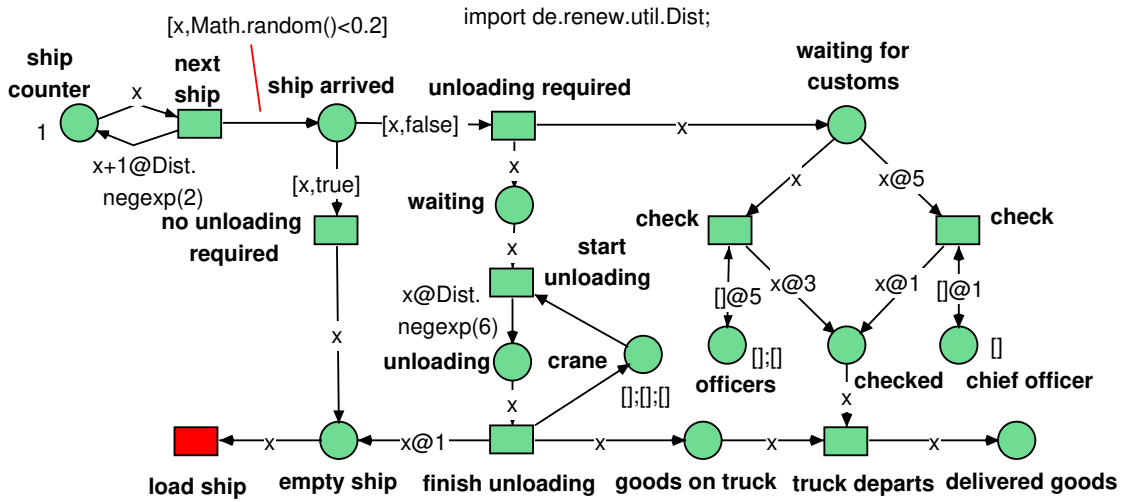 [x,Math.random()<0.2]
import de.renew.util.Dist;
ship
counter
next
ship
ship arrived
unloading required
waiting for
customs
x
1
[x,false]
x
x+1@Dist.
negexp(2)
[x,true]
x
x
x@5
no unloading
required
waiting
check
check
x
start
unloading
x@Dist.
negexp(6)
[]@5
x@3
x@1
[]@1
x
unloading
crane
[];[];[]
[];[]
officers
checked
[]
chief officer
x
x
x
x@1
x
x
x
load ship
empty ship
finish unloading
goods on truck
truck departs
delivered goods